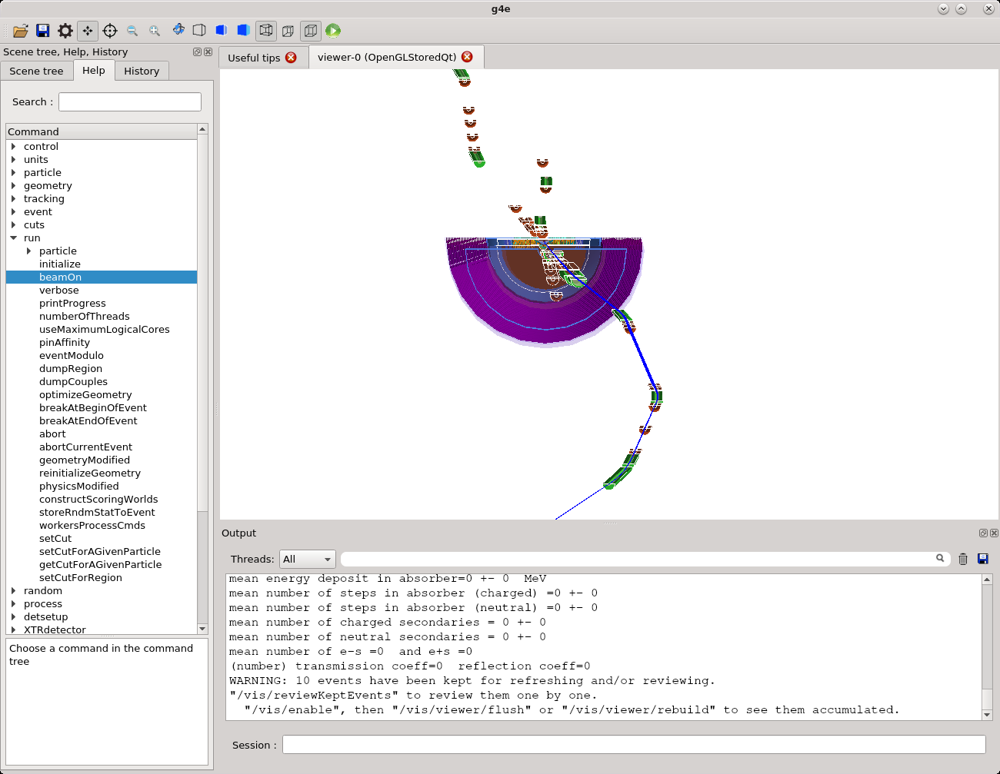 g4e
Scene tree, Help, History
Scene tree
Help
History
Search :
Command
control
units
particle
geometry
tracking
event
cuts
run
particle
initialize
beamOn
verbose
printProgress
numberOfThreads
useMaximumLogicalCores
pinAffinity
eventModulo
dumpRegion
dumpCouples
optimizeGeometry
breakAtBeginOfEvent
breakAtEndOfEvent
abort
abortCurrentEvent
geometryModified
reinitializeGeometry
physicsModified
constructScoringWorlds
storeRndmStatToEvent
workersProcessCmds
setCut
setCutForAGivenParticle
getCutForAGivenParticle
setCutForRegion
random
process
detsetup
XTRdetector
Choose a command in the command
tree
Useful tips
viewer-0 (OpenGLStoredQt)
Output
Threads: All
mean energy deposit in absorber=0 +- 0  MeV
mean number of steps in absorber (charged) =0 +- 0
mean number of steps in absorber (neutral) =0 +- 0
mean number of charged secondaries = 0 +- 0
mean number of neutral secondaries = 0 +- 0
mean number of e-s =0  and e+s =0
(number) transmission coeff=0  reflection coeff=0
WARNING: 10 events have been kept for refreshing and/or reviewing.
"/vis/reviewKeptEvents" to review them one by one.
"/vis/enable", then "/vis/viewer/flush" or "/vis/viewer/rebuild" to see them accumulated.
Session :